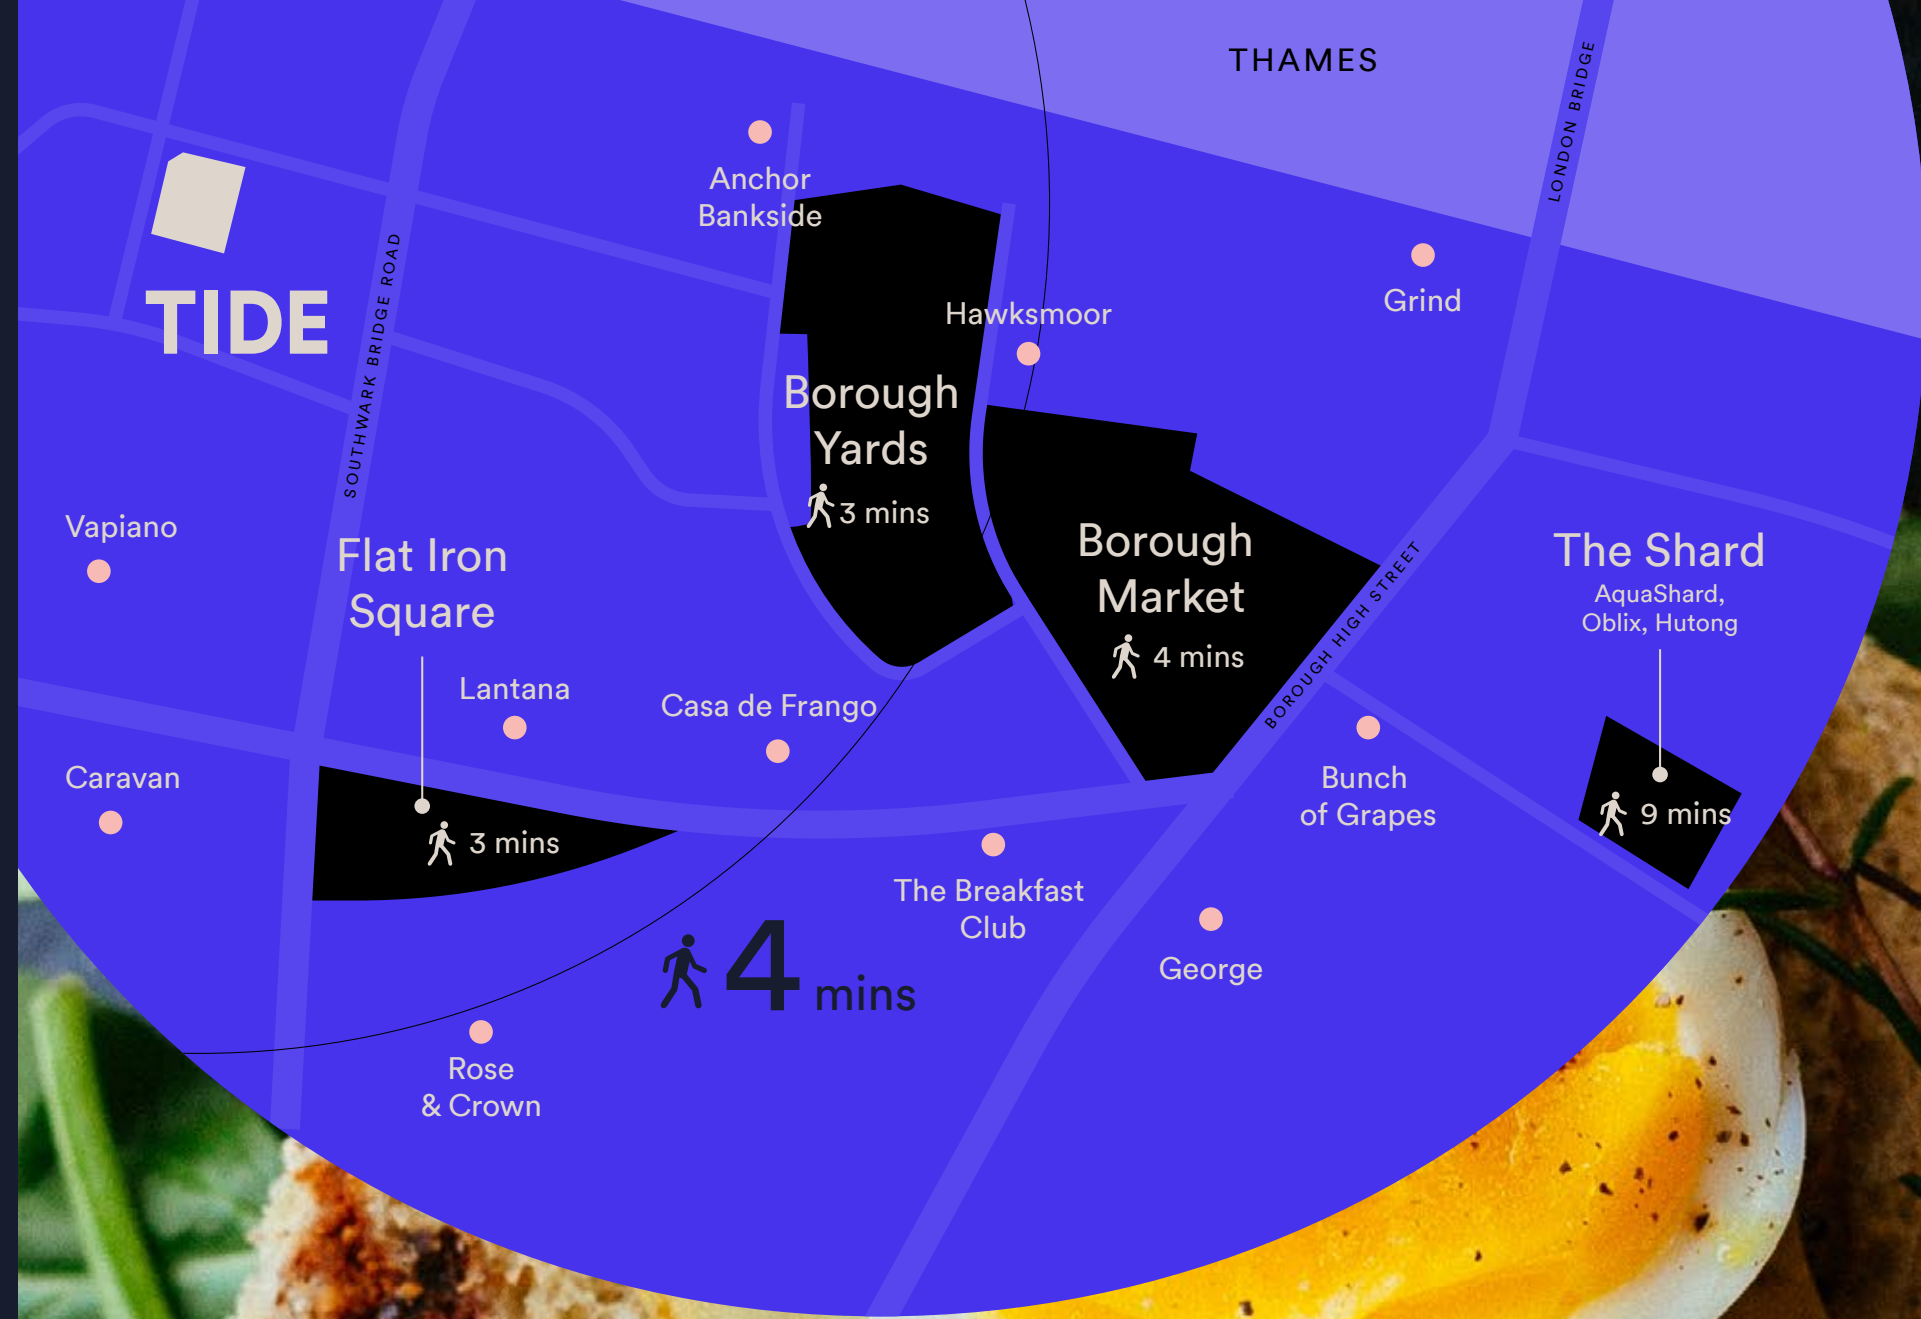 THAMES
LONDON BRIDGE
Anchor
Bankside
TIDE
SOUTHWARK BRIDGE ROAD
Hawksmoor
Grind
Borough
Yards
3 mins
Vapiano
Flat Iron
Square
Borough
Market
4 mins
BOROUGH HIGH STREET
The Shard
AquaShard,
Oblix, Hutong
9 mins
Lantana
Casa de Frango
Caravan
3 mins
Bunch
of Grapes
The Breakfast
Club
George
4 mins
Rose
& Crown